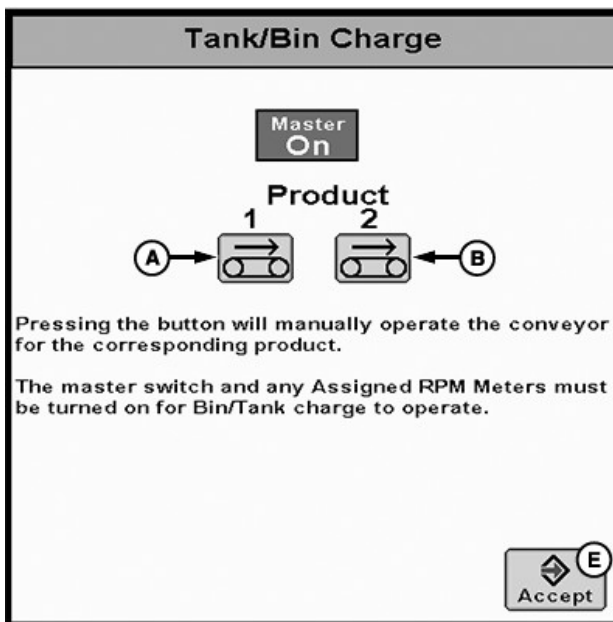 Tank/Bin Charge
Master
On
Product
1 2
A B
Pressing the button will manually operate the conveyor
for the corresponding product.
The master switch and any Assigned RPM Meters must
be turned on for Bin/Tank charge to operate.
E
Accept